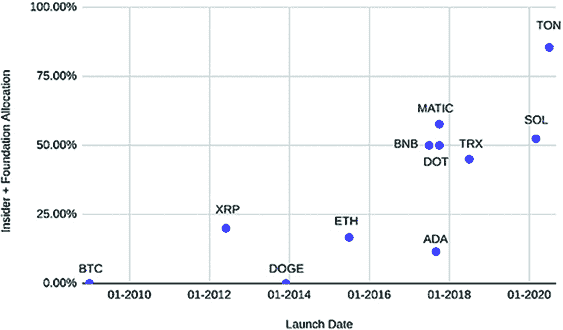 100.00%
TON
75.00%
MATIC
SOL
50.00%
BNB
TRX
DOT
25.00%
XRP
ETH
ADA
BTC
DOGE
0.00%
01-2010 01-2012 01-2014 01-2016 01-2018 01-2020
Insider + Foundation Allocation
Launch Date